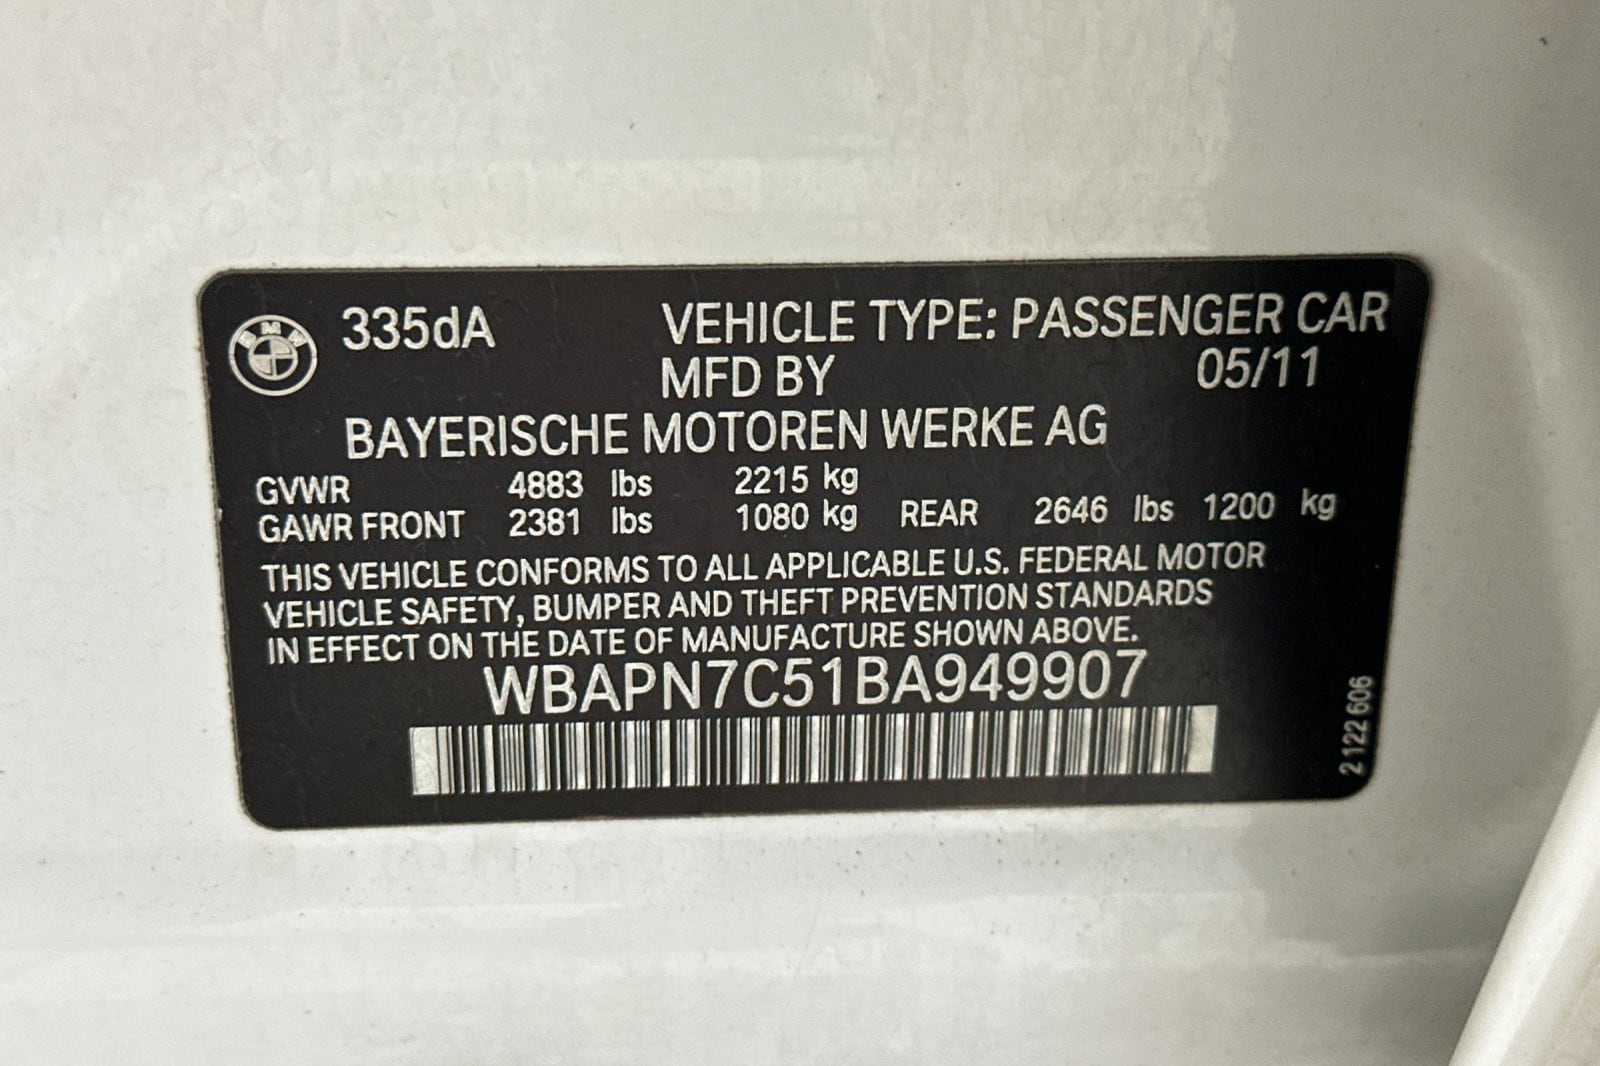 BMW 335dA VEHICLE TYPE: PASSENGER CAR
MFD BY 05/11
BAYERISCHE MOTOREN WERKE AG
GVWR 4883 lbs 2215 kg
GAWR FRONT 2381 lbs 1080 kg REAR 2646 lbs 1200 kg
THIS VEHICLE CONFORMS TO ALL APPLICABLE U.S. FEDERAL MOTOR
VEHICLE SAFETY, BUMPER AND THEFT PREVENTION STANDARDS
IN EFFECT ON THE DATE OF MANUFACTURE SHOWN ABOVE.
WBAPN7C51BA949907
2 122 606